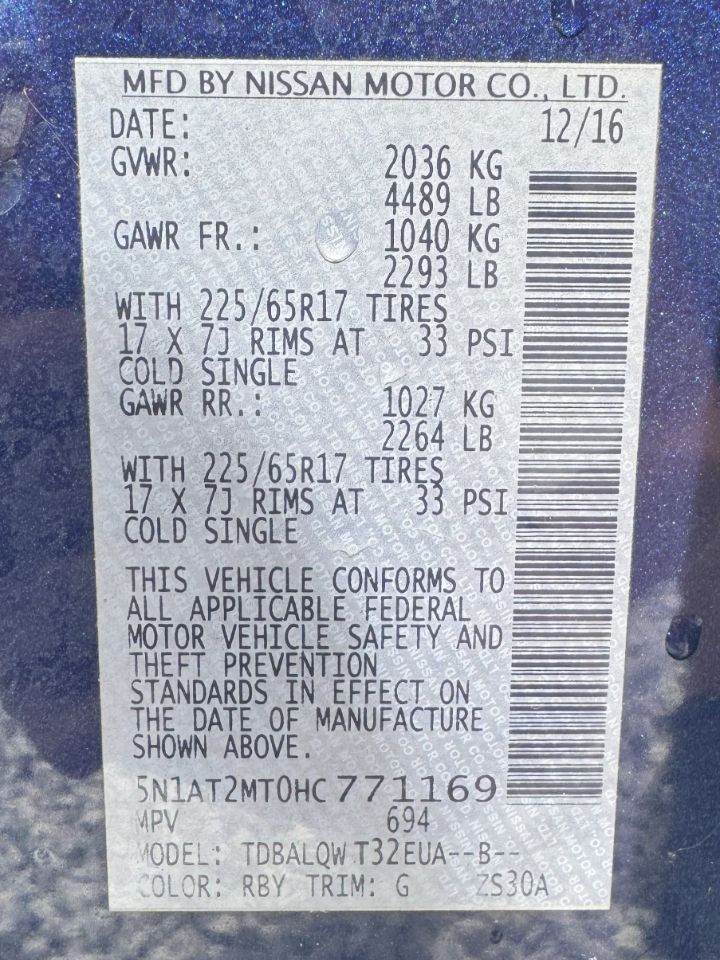 MFD BY NISSAN MOTOR CO., LTD.
DATE: 12/16
GVWR: 2036 KG
4489 LB
GAWR FR.: 1040 KG
2293 LB
WITH 225/65R17 TIRES
17 X 7J RIMS AT 33 PSI
COLD SINGLE
GAWR RR.: 1027 KG
2264 LB
WITH 225/65R17 TIRES
17 X 7J RIMS AT 33 PSI
COLD SINGLE
THIS VEHICLE CONFORMS TO
ALL APPLICABLE FEDERAL
MOTOR VEHICLE SAFETY AND
THEFT PREVENTION
STANDARDS IN EFFECT ON
THE DATE OF MANUFACTURE
SHOWN ABOVE.
5N1AT2MT0HC771169
MPV 694
MODEL: TDBALQW T32EUA--B--
COLOR: RBY TRIM: G ZS30A